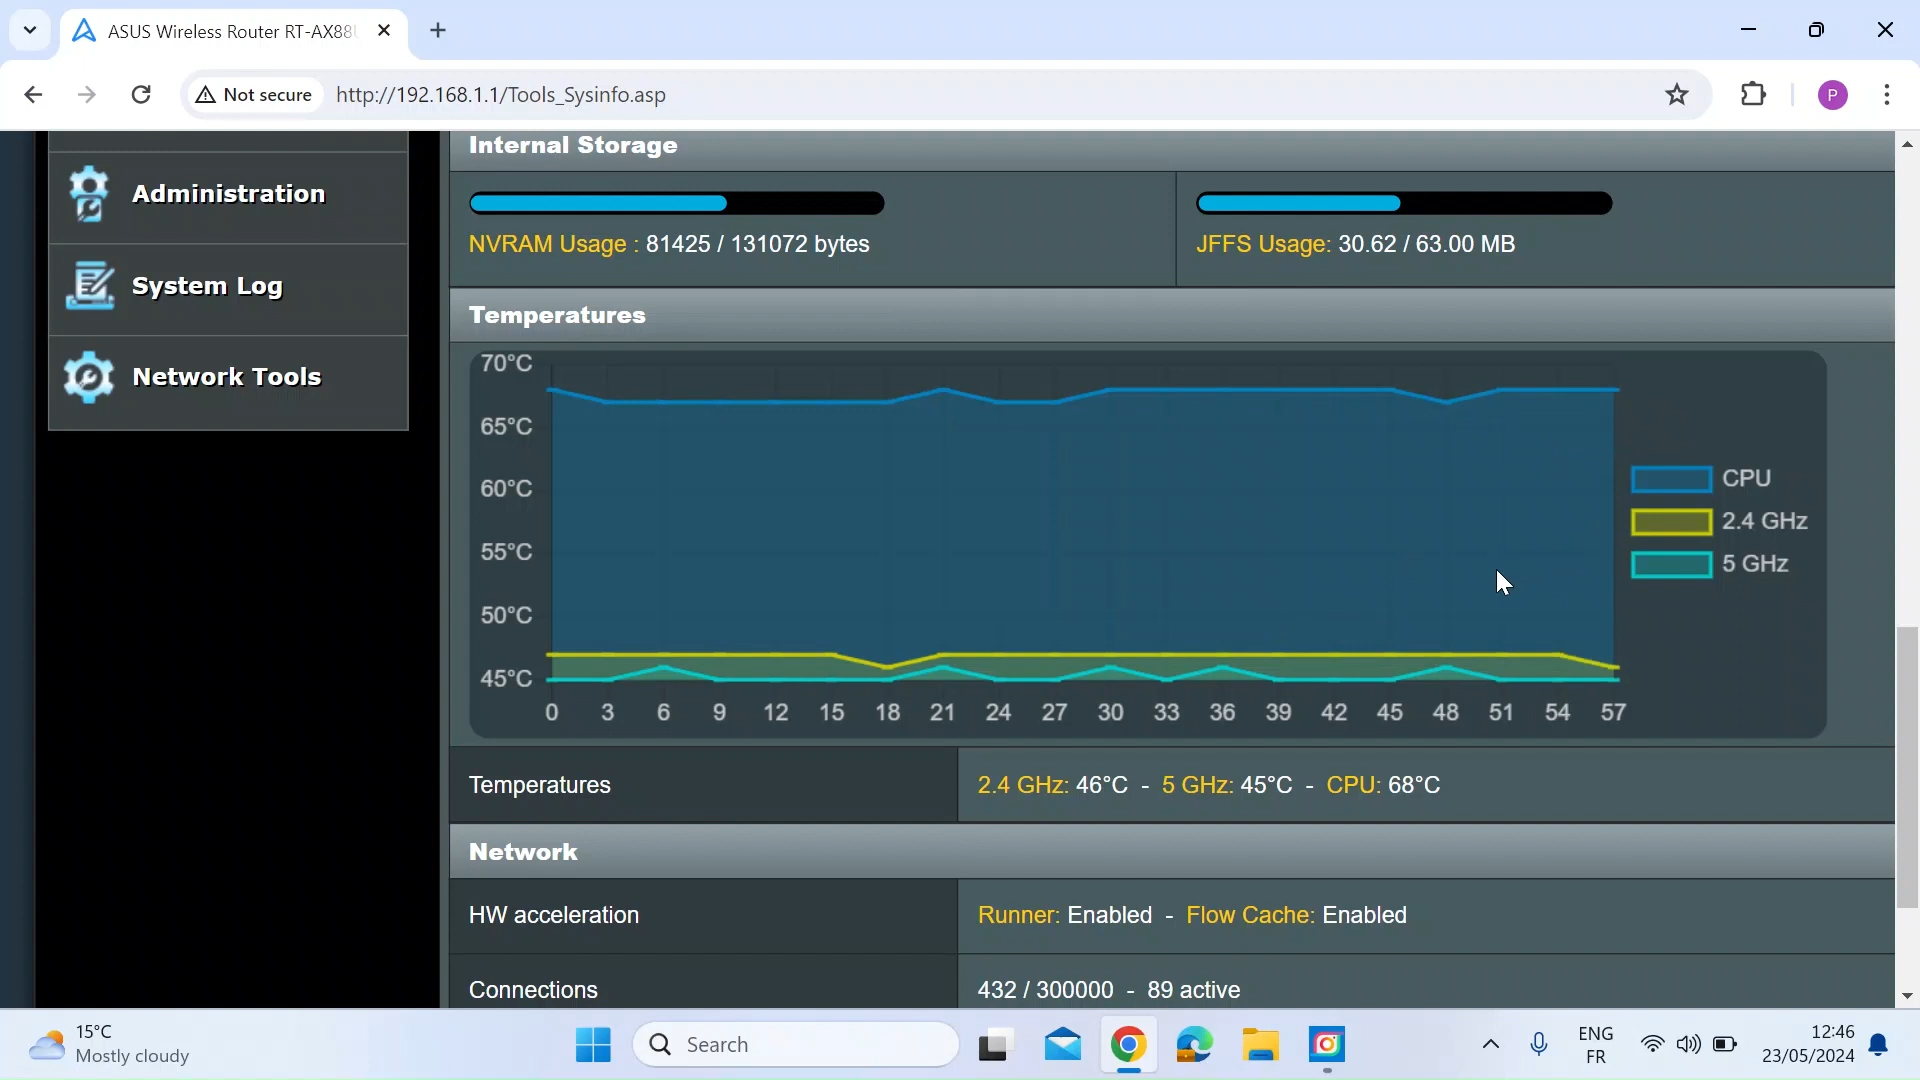 ASUS Wireless Router RT-AX88U
Not secure
http://192.168.1.1/Tools_Sysinfo.asp
P
Administration
System Log
Network Tools
Internal Storage
NVRAM Usage : 81425 / 131072 bytes
JFFS Usage: 30.62 / 63.00 MB
Temperatures
70°C
65°C
60°C
55°C
50°C
45°C
0 3 6 9 12 15 18 21 24 27 30 33 36 39 42 45 48 51 54 57
CPU
2.4 GHz
5 GHz
Temperatures
2.4 GHz: 46°C - 5 GHz: 45°C - CPU: 68°C
Network
HW acceleration
Runner: Enabled - Flow Cache: Enabled
Connections
432 / 300000 - 89 active
15°C
Mostly cloudy
Search
ENG
FR
12:46
23/05/2024